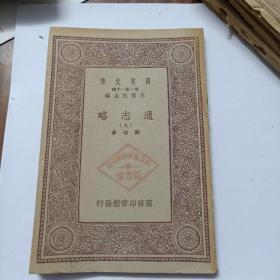 萬有文庫
第一集一千種
王雲五主編
通志略
鄭樵著
商務印書館發行